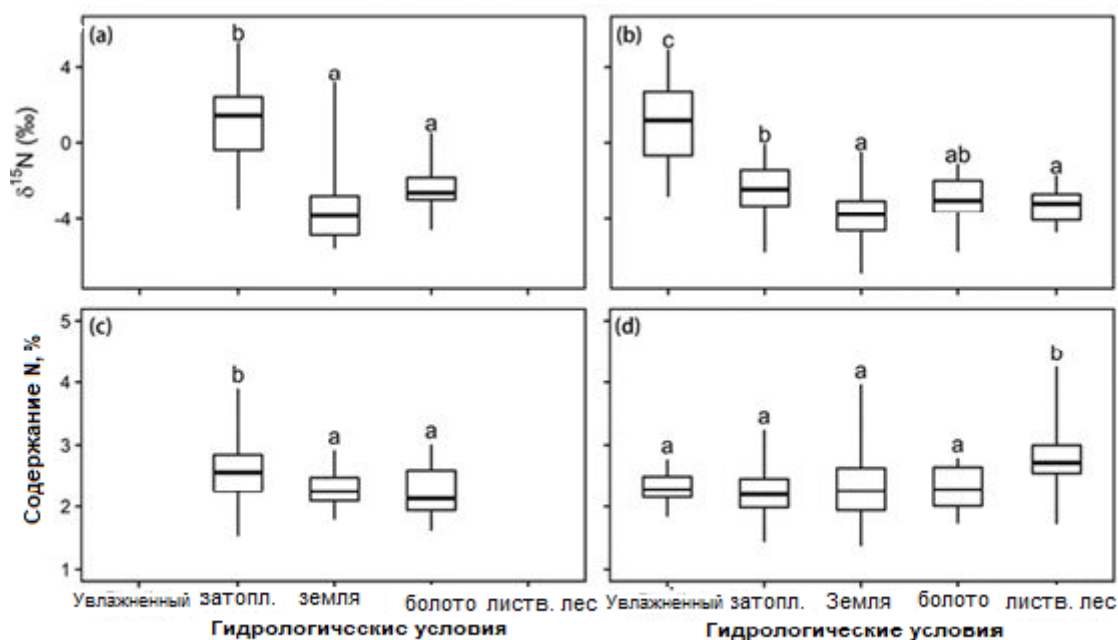 (a) b a a
(b) c b a ab a
4
0
-4
δ¹⁵N (‰)
(c) b a a
(d) a a a a b
5
4
3
2
1
Содержание N, %
Увлажненный затопл. земля болото листв. лес
Гидрологические условия
Увлажненный затопл. Земля болото листв. лес
Гидрологические условия